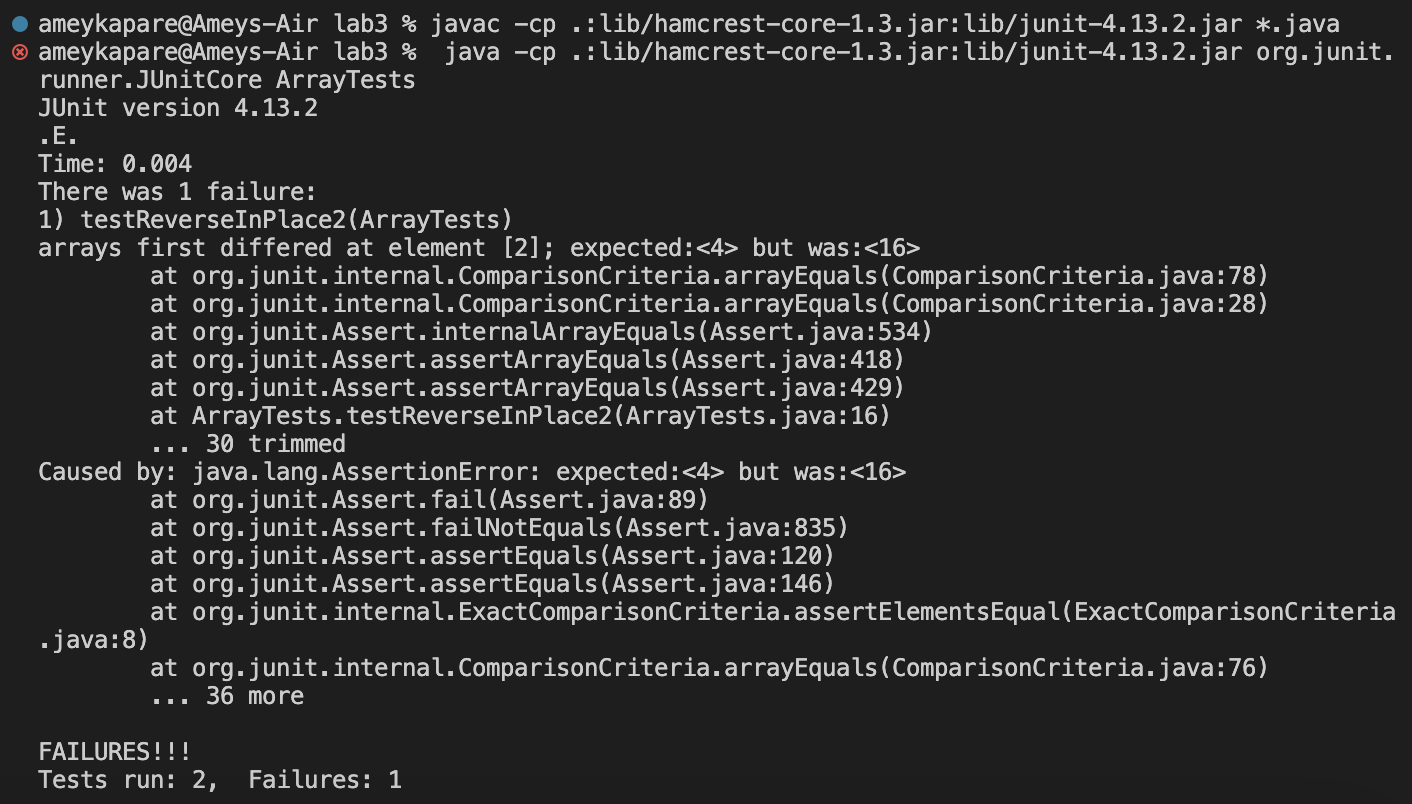 ameykapare@Ameys-Air lab3 % javac -cp .:lib/hamcrest-core-1.3.jar:lib/junit-4.13.2.jar *.java
ameykapare@Ameys-Air lab3 %  java -cp .:lib/hamcrest-core-1.3.jar:lib/junit-4.13.2.jar org.junit.
runner.JUnitCore ArrayTests
JUnit version 4.13.2
.E.
Time: 0.004
There was 1 failure:
1) testReverseInPlace2(ArrayTests)
arrays first differed at element [2]; expected:<4> but was:<16>
        at org.junit.internal.ComparisonCriteria.arrayEquals(ComparisonCriteria.java:78)
        at org.junit.internal.ComparisonCriteria.arrayEquals(ComparisonCriteria.java:28)
        at org.junit.Assert.internalArrayEquals(Assert.java:534)
        at org.junit.Assert.assertArrayEquals(Assert.java:418)
        at org.junit.Assert.assertArrayEquals(Assert.java:429)
        at ArrayTests.testReverseInPlace2(ArrayTests.java:16)
        ... 30 trimmed
Caused by: java.lang.AssertionError: expected:<4> but was:<16>
        at org.junit.Assert.fail(Assert.java:89)
        at org.junit.Assert.failNotEquals(Assert.java:835)
        at org.junit.Assert.assertEquals(Assert.java:120)
        at org.junit.Assert.assertEquals(Assert.java:146)
        at org.junit.internal.ExactComparisonCriteria.assertElementsEqual(ExactComparisonCriteria
.java:8)
        at org.junit.internal.ComparisonCriteria.arrayEquals(ComparisonCriteria.java:76)
        ... 36 more

FAILURES!!!
Tests run: 2,  Failures: 1